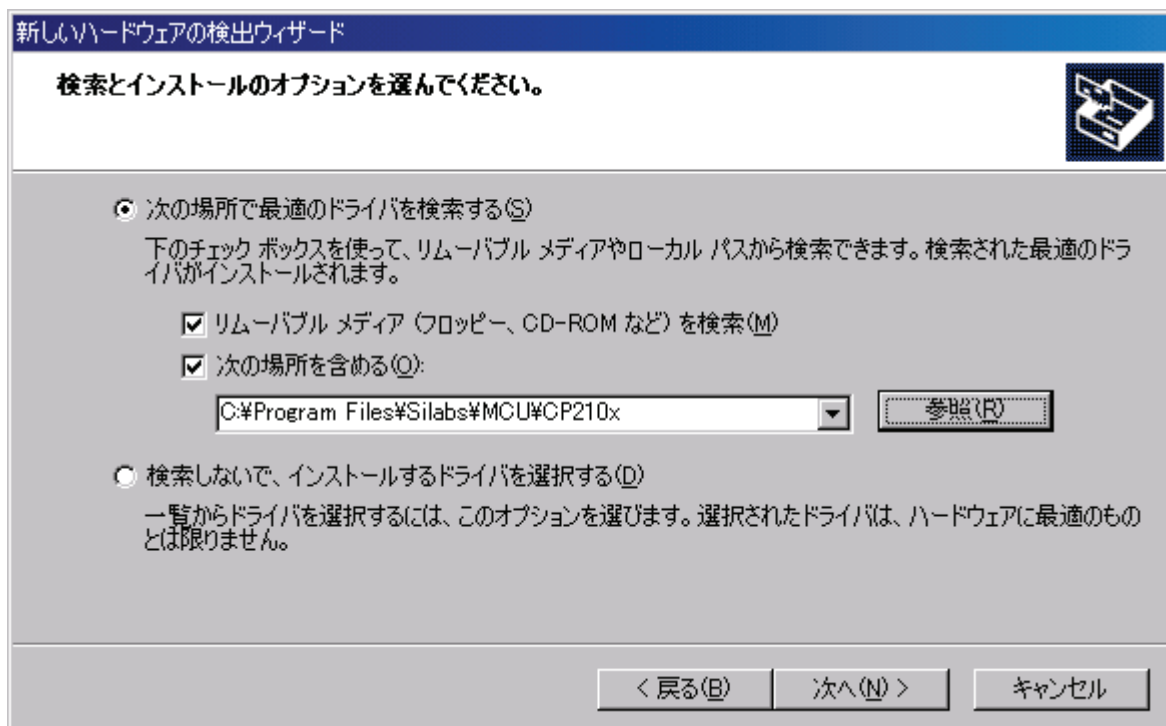 新しいハードウェアの検出ウィザード
検索とインストールのオプションを選んでください。
次の場所で最適のドライバを検索する(S)
下のチェック ボックスを使って、リムーバブル メディアやローカル パスから検索できます。検索された最適のドラ
イバがインストールされます。
リムーバブル メディア (フロッピー、CD-ROM など) を検索(M)
次の場所を含める(O):
C:¥Program Files¥Silabs¥MCU¥CP210x
参照(R)
検索しないで、インストールするドライバを選択する(D)
一覧からドライバを選択するには、このオプションを選びます。選択されたドライバは、ハードウェアに最適のもの
とは限りません。
< 戻る(B)
次へ(N) >
キャンセル